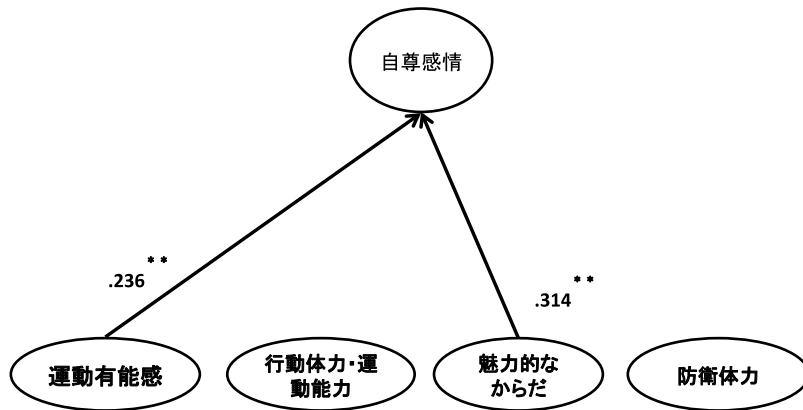 自尊感情
.236**
.314**
運動有能感
行動体力・運
動能力
魅力的な
からだ
防衛体力